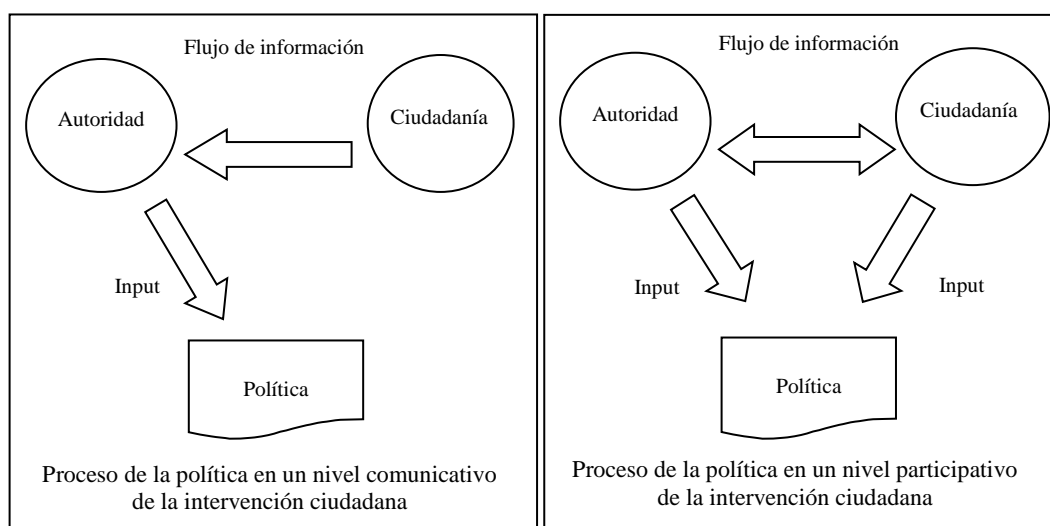 Flujo de información
Autoridad
Ciudadanía
Input
Política
Proceso de la política en un nivel comunicativo
de la intervención ciudadana
Flujo de información
Autoridad
Ciudadanía
Input
Input
Política
Proceso de la política en un nivel participativo
de la intervención ciudadana